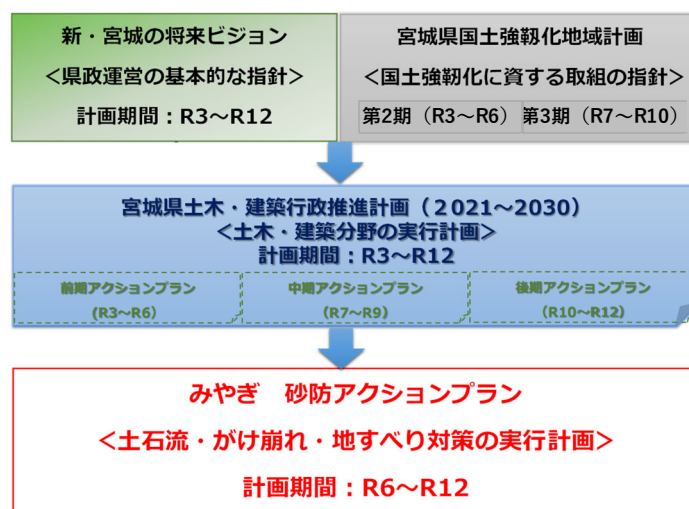 新・宮城の将来ビジョン
<県政運営の基本的な指針>
計画期間：R3～R12
宮城県国土強靱化地域計画
<国土強靱化に資する取組の指針>
第2期（R3～R6） 第3期（R7～R10）
宮城県土木・建築行政推進計画（２０２１～２０３０）
<土木・建築分野の実行計画>
計画期間：R3～R12
前期アクションプラン
（R3～R6）
中期アクションプラン
（R7～R9）
後期アクションプラン
（R10～R12）
みやぎ　砂防アクションプラン
<土石流・がけ崩れ・地すべり対策の実行計画>
計画期間：R6～R12